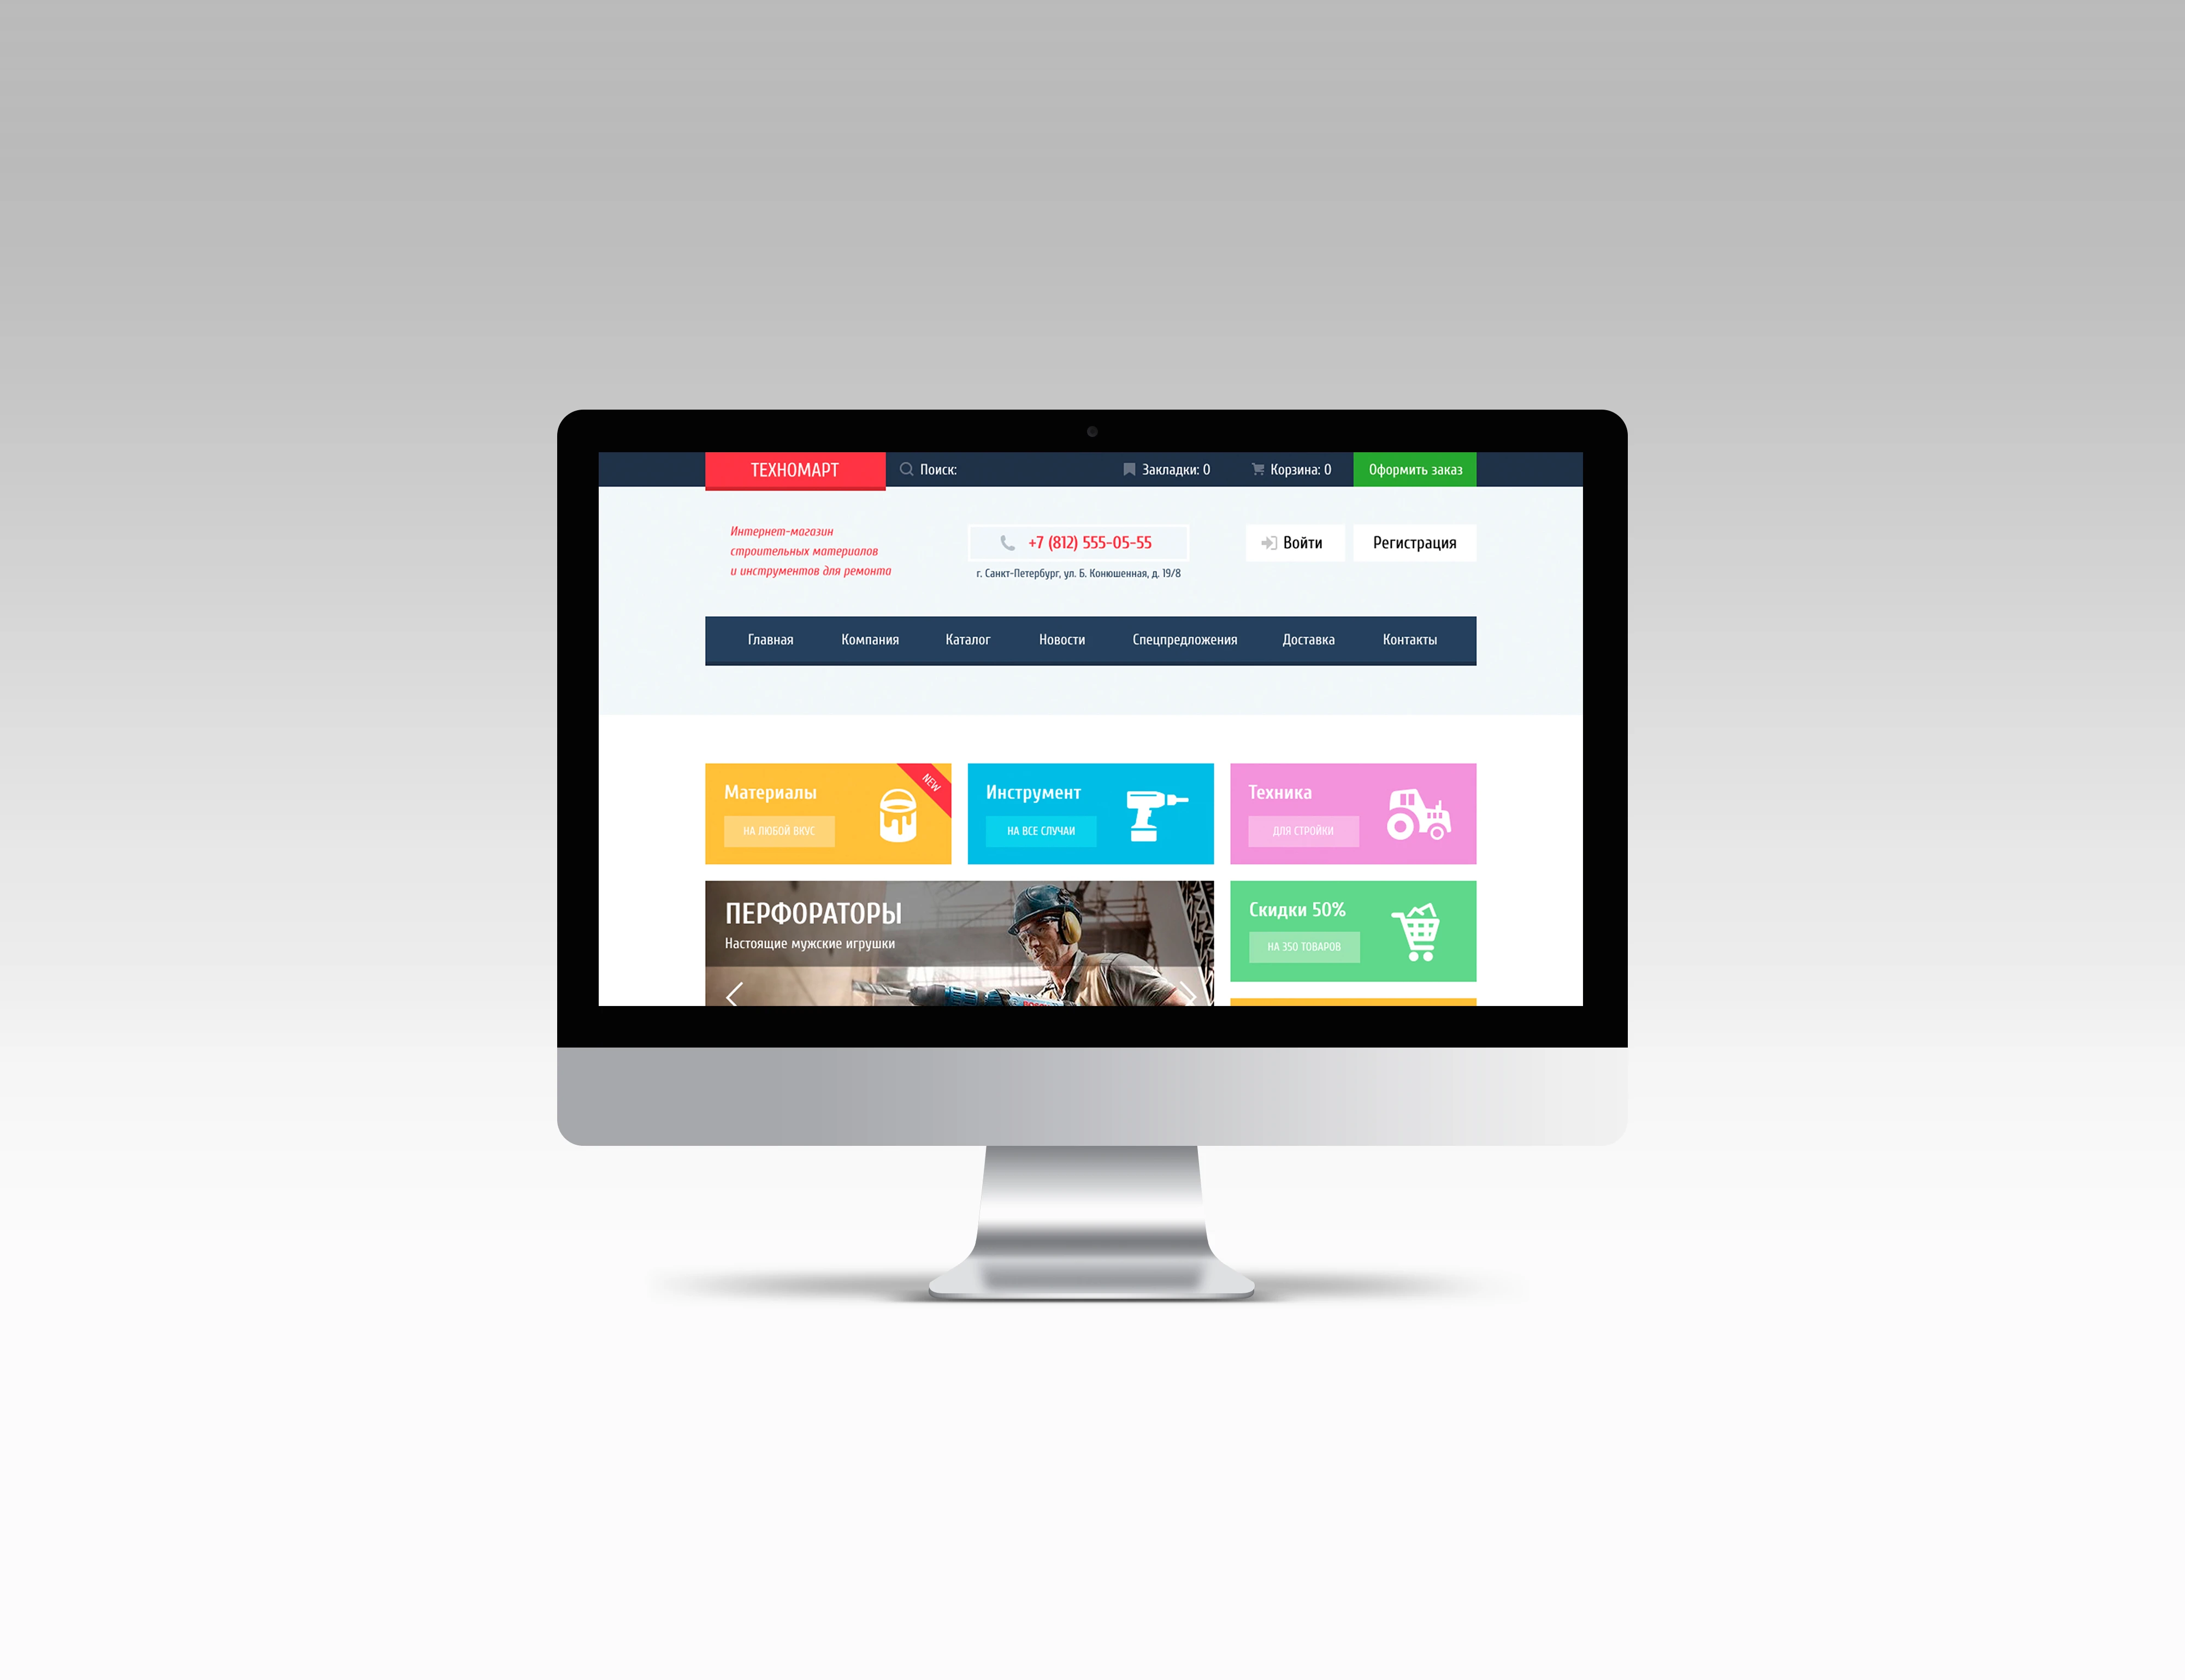 ТЕХНОМАРТ
Поиск:
Закладки: 0
Корзина: 0
Оформить заказ
Интернет-магазин
строительных материалов
и инструментов для ремонта
+7 (812) 555-05-55
г. Санкт-Петербург, ул. Б. Конюшенная, д. 19/8
Войти
Регистрация
Главная
Компания
Каталог
Новости
Спецпредложения
Доставка
Контакты
Материалы
НА ЛЮБОЙ ВКУС
NEW
Инструмент
НА ВСЕ СЛУЧАИ
Техника
ДЛЯ СТРОЙКИ
ПЕРФОРАТОРЫ
Настоящие мужские игрушки
Скидки 50%
НА 350 ТОВАРОВ